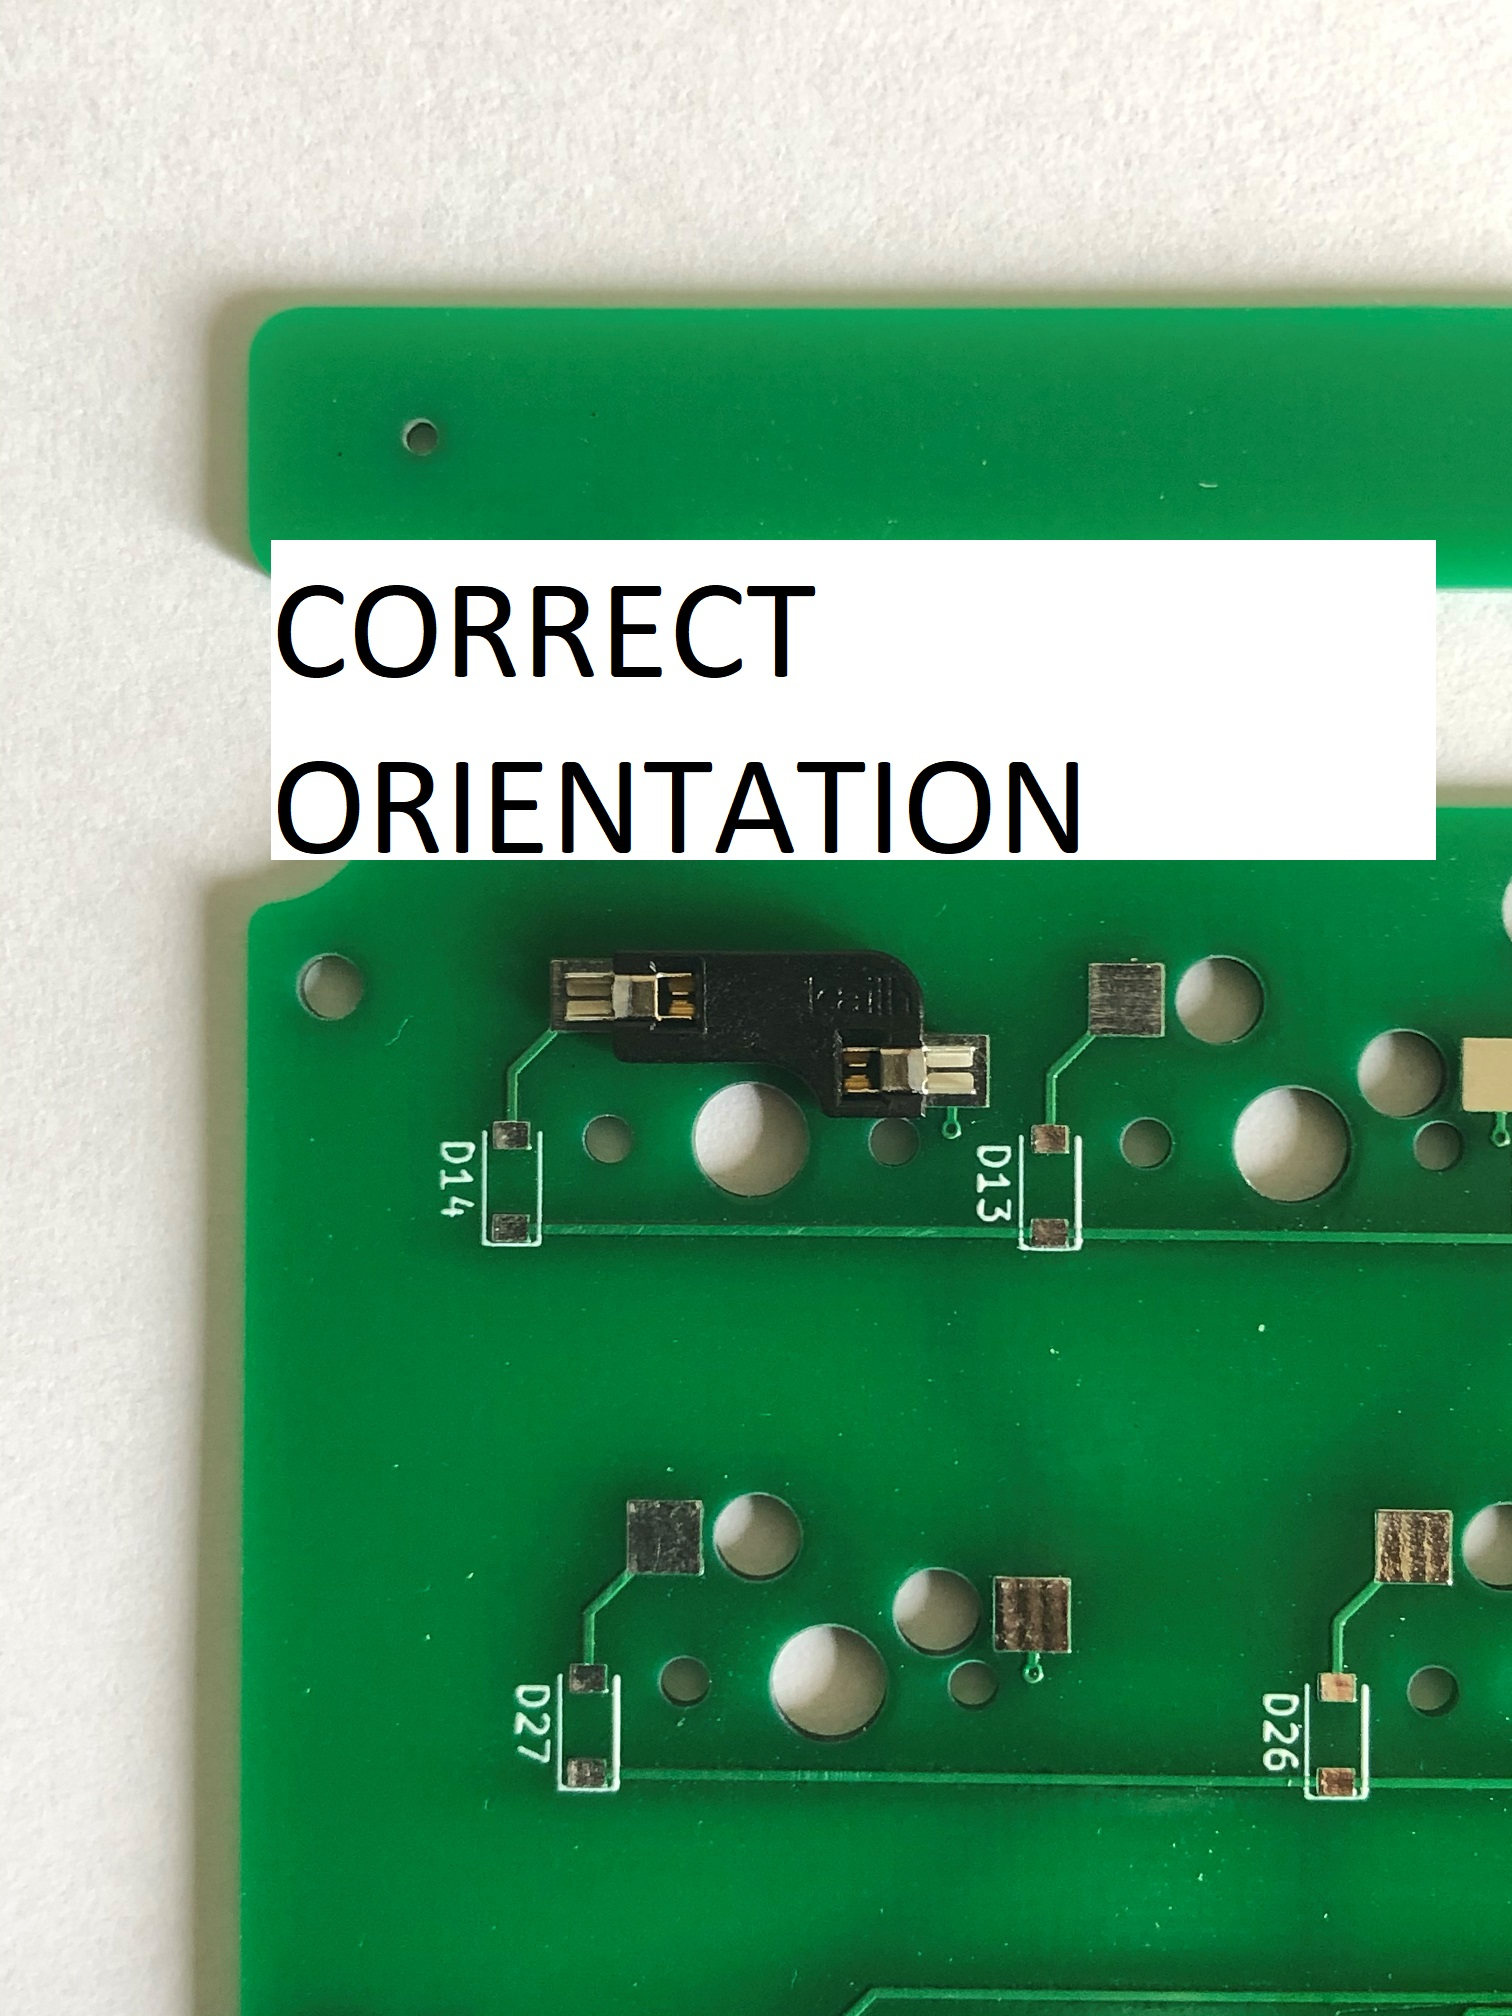 CORRECT
ORIENTATION
D14
D13
D27
D26